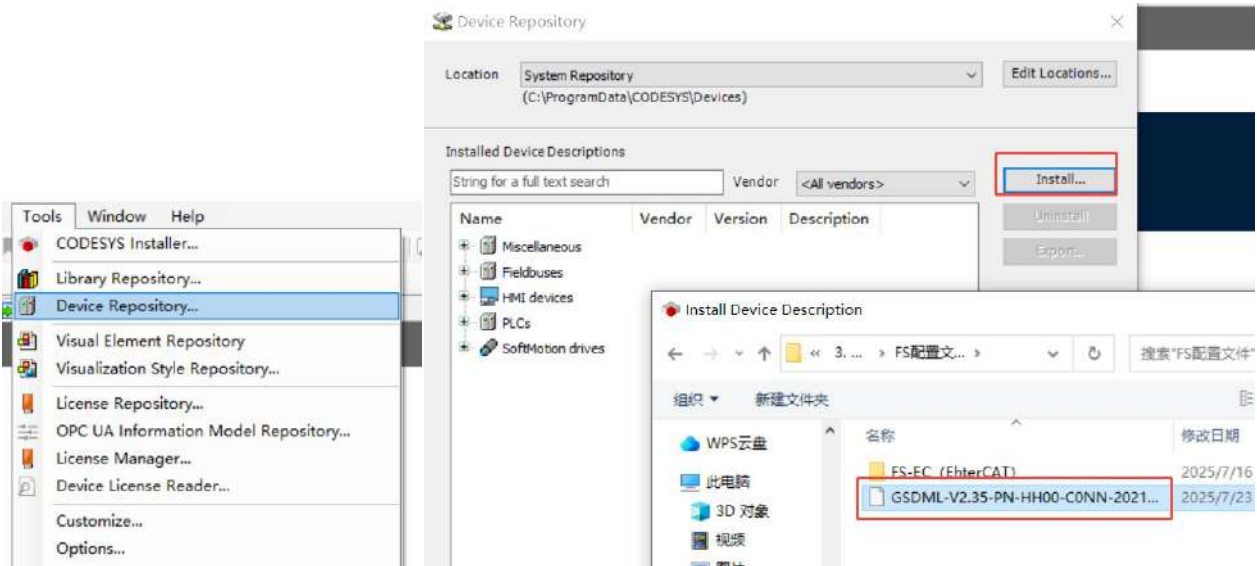 Tools Window Help
CODESYS Installer...
Library Repository...
Device Repository...
Visual Element Repository
Visualization Style Repository...
License Repository...
OPC UA Information Model Repository...
License Manager...
Device License Reader...
Customize...
Options...
Device Repository
Location System Repository Edit Locations...
(C:\ProgramData\CODESYS\Devices)
Installed Device Descriptions
String for a full text search Vendor <All vendors> Install...
Name Vendor Version Description Uninstall
Miscellaneous Export...
Fieldbuses
HMI devices
PLCs
SoftMotion drives
Install Device Description
« 3. ... › FS配置文... › 搜索"FS配置文件"
组织 新建文件夹
名称 修改日期
WPS云盘
FS-EC (EhterCAT) 2025/7/16
此电脑
GSDML-V2.35-PN-HH00-C0NN-2021... 2025/7/23
3D 对象
视频